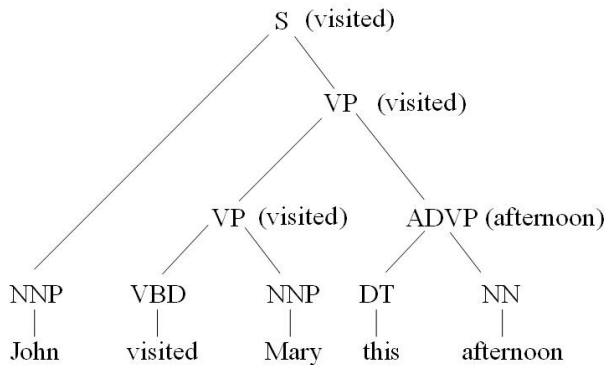 S (visited)
VP (visited)
VP (visited) ADVP (afternoon)
NNP VBD NNP DT NN
John visited Mary this afternoon